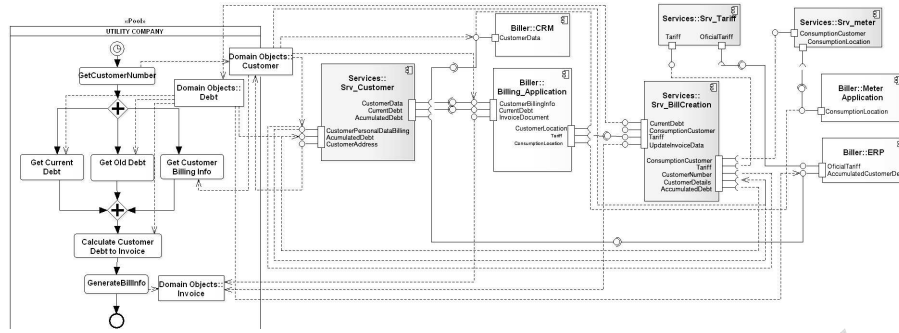 «Pool»
UTILITY COMPANY
GetCustomerNumber
Domain Objects::
Customer
Domain Objects::
Debt
Get Current
Debt
Get Old Debt
Get Customer
Billing Info
Calculate Customer
Debt to Invoice
GenerateBillInfo
Domain Objects::
Invoice
Services::
Srv_Customer
CustomerData
CurrentDebt
AcumulatedDebt
CustomerPersonalDataBilling
AcumulatedDebt
CustomerAddress
Biller::CRM
CustomerData
Biller::
Billing_Application
CustomerBillingInfo
CurrentDebt
InvoiceDocument
CustomerLocation
Tariff
ConsumptionLocation
Services::
Srv_BillCreation
CurrentDebt
ConsumptionCustomer
Tariff
UpdateInvoiceData
ConsumptionCustomer
Tariff
CustomerNumber
CustomerDetails
AccumulatedDebt
Services::Srv_Tariff
Tariff
OficialTariff
Services::Srv_meter
ConsumptionCustomer
ConsumptionLocation
Biller::Meter
Application
ConsumptionLocation
Biller::ERP
OficialTariff
AccumulatedCustomerDe